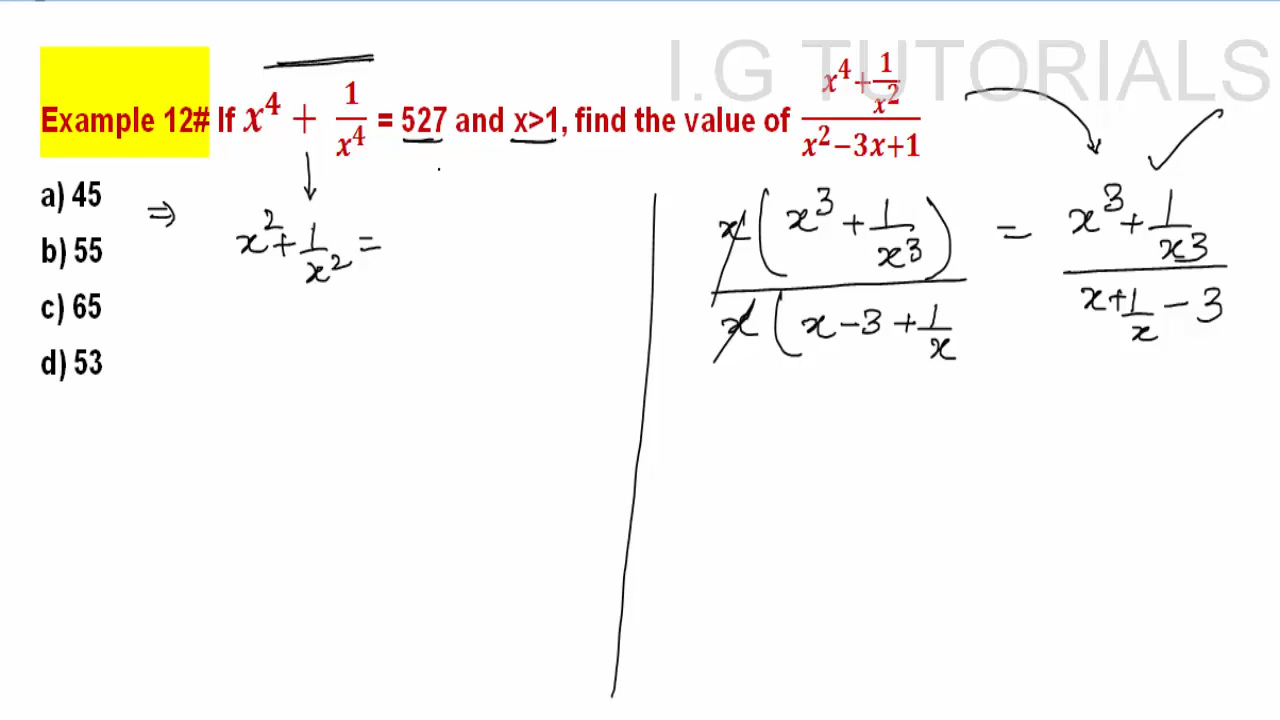 I.G TUTORIALS
Example 12# If x⁴ + 1/x⁴ = 527 and x>1, find the value of (x⁴+1/x²)/(x²−3x+1)
a) 45
⇒ x²+1/x² =
b) 55
c) 65
d) 53
x(x³+1/x³)/x(x−3+1/x = (x³+1/x³)/(x+1/x−3)